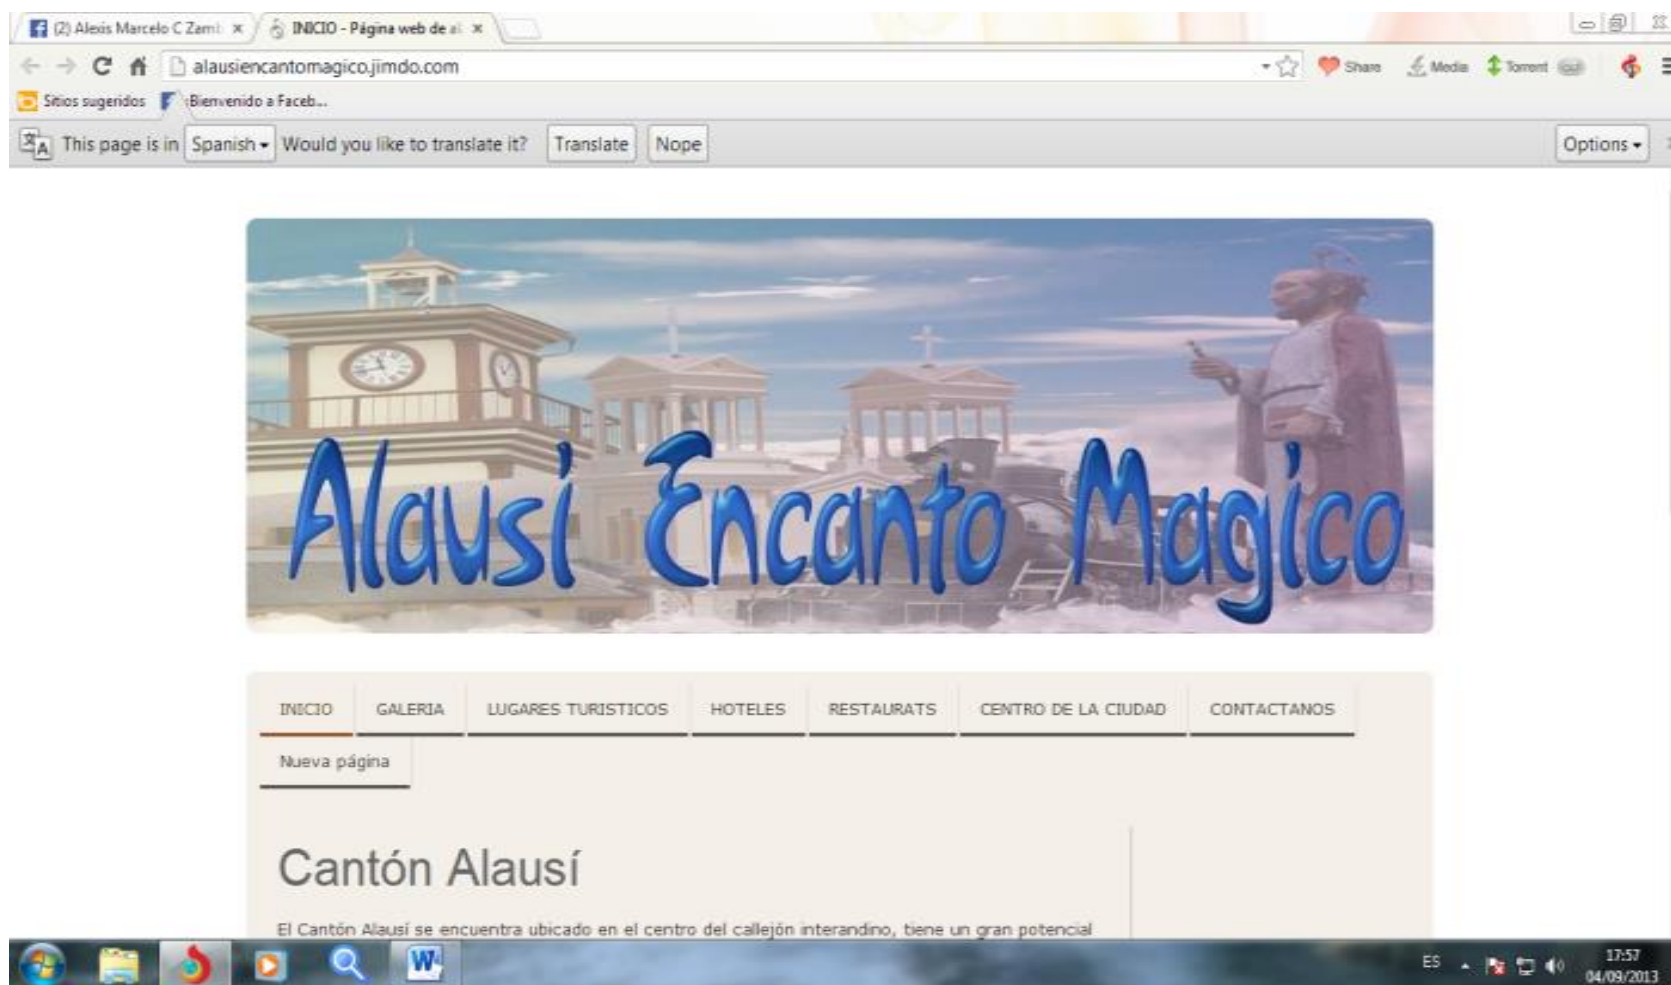 (2) Alexis Marcelo C Zamb
INICIO - Página web de al
alausiencantomagico.jimdo.com
Share
Media
Torrent
Sitios sugeridos
Bienvenido a Faceb...
This page is in Spanish Would you like to translate it? Translate Nope
Options
Alausi Encanto Magico
INICIO GALERIA LUGARES TURISTICOS HOTELES RESTAURATS CENTRO DE LA CIUDAD CONTACTANOS
Nueva página
Cantón Alausí
El Cantón Alausí se encuentra ubicado en el centro del callejón interandino, tiene un gran potencial
ES
17:57
04/09/2013